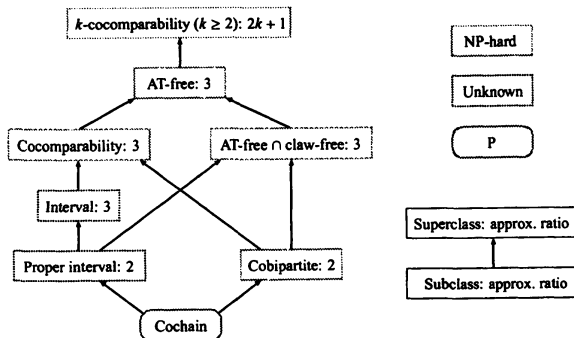 k-cocomparability (k ≥ 2): 2k + 1
AT-free: 3
Cocomparability: 3
AT-free ∩ claw-free: 3
Interval: 3
Proper interval: 2
Cobipartite: 2
Cochain
NP-hard
Unknown
P
Superclass: approx. ratio
Subclass: approx. ratio